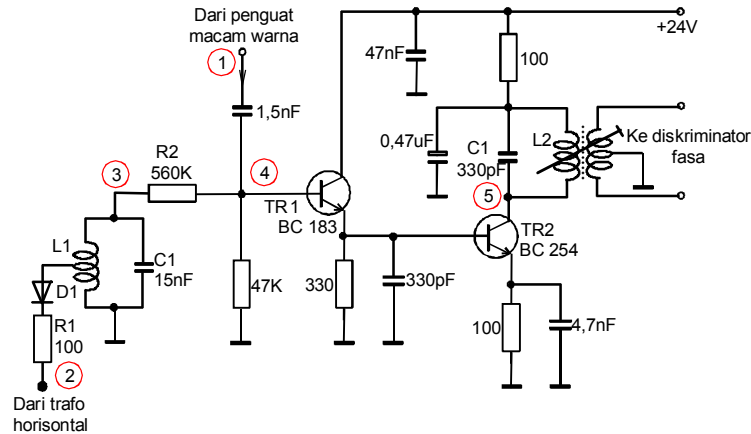 Dari penguat
macam warna
1
1,5nF
47nF
100
+24V
0,47uF
C1
330pF
L2
Ke diskriminator
fasa
R2
560K
3
4
5
TR1
BC 183
TR2
BC 254
L1
C1
15nF
D1
47K
330
330pF
R1
100
100
4,7nF
2
Dari trafo
horisontal